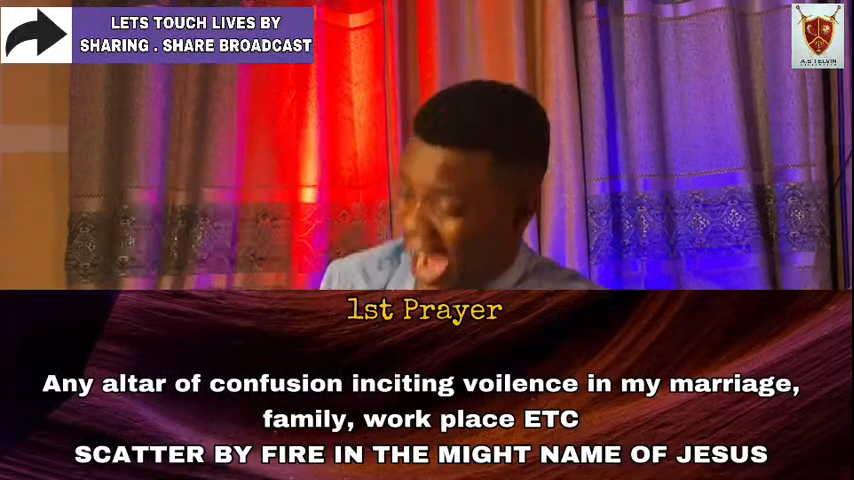 LETS TOUCH LIVES BY
SHARING . SHARE BROADCAST
1st Prayer
Any altar of confusion inciting voilence in my marriage,
family, work place ETC
SCATTER BY FIRE IN THE MIGHT NAME OF JESUS